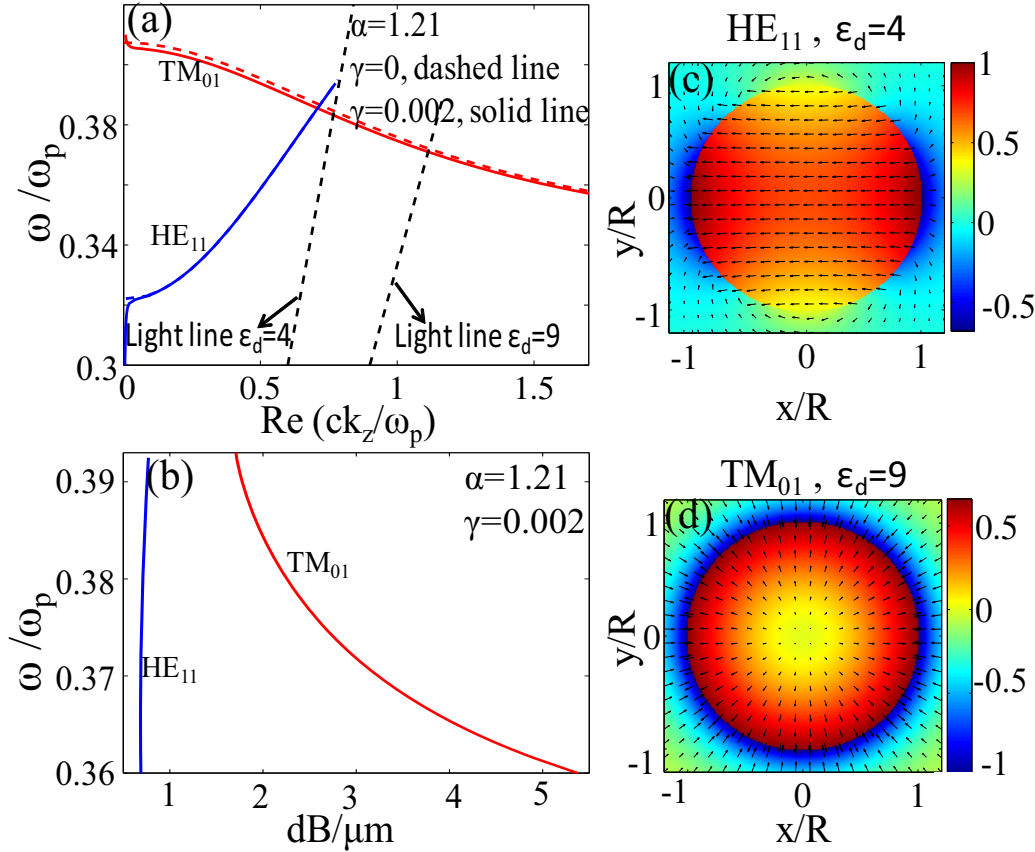 (a)
α=1.21
γ=0, dashed line
γ=0.002, solid line
TM01
HE11
Light line εd=4
Light line εd=9
0.38
0.34
0.3
ω /ωp
0
0.5
1
1.5
Re (ckz/ωp)
HE11 , εd=4
(c)
1
0
-1
y/R
-1
0
1
x/R
1
0.5
0
-0.5
(b)
α=1.21
γ=0.002
TM01
HE11
0.39
0.38
0.37
0.36
ω /ωp
1
2
3
4
5
dB/μm
TM01 , εd=9
(d)
1
0
-1
y/R
-1
0
1
x/R
0.5
0
-0.5
-1